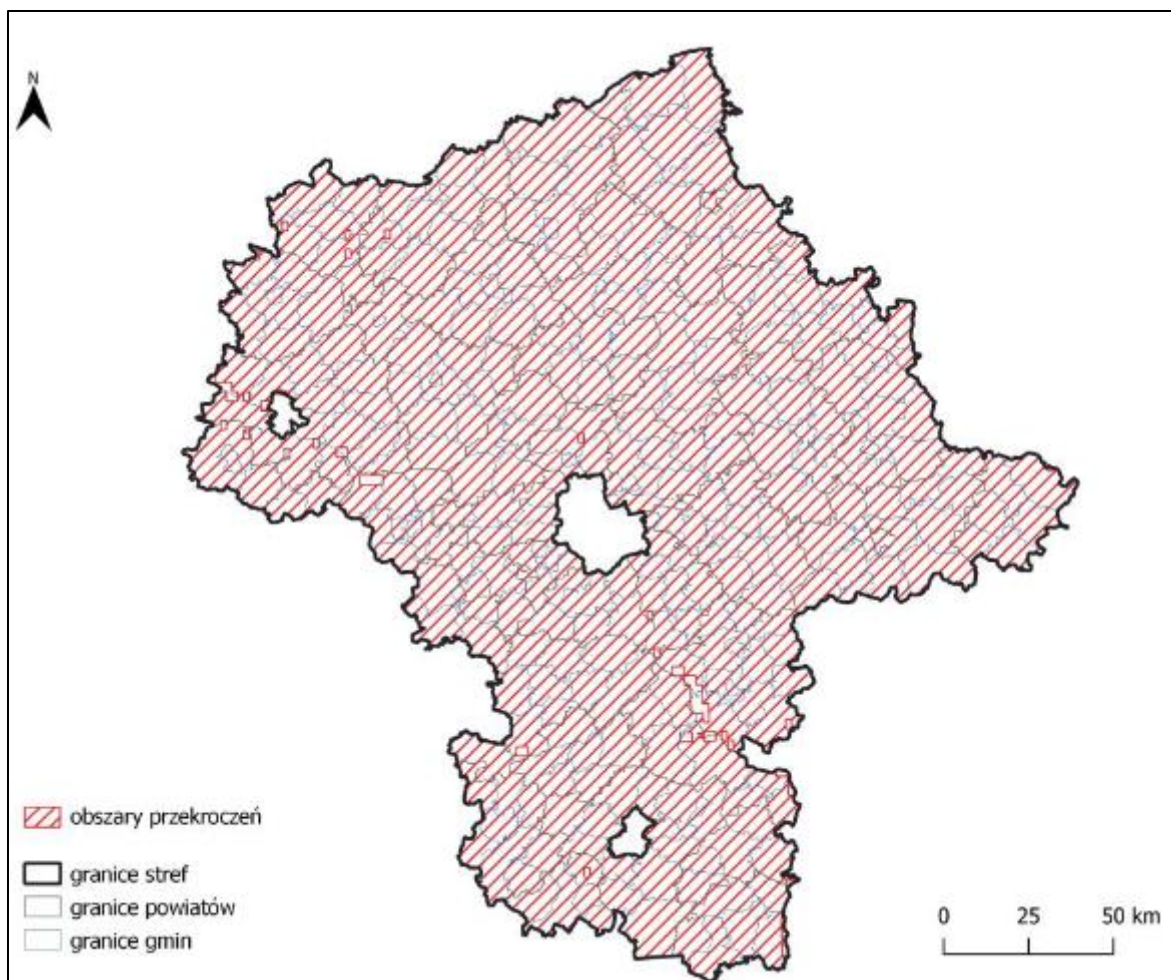 N
obszary przekroczeń
granice stref
granice powiatów
granice gmin
0 25 50 km